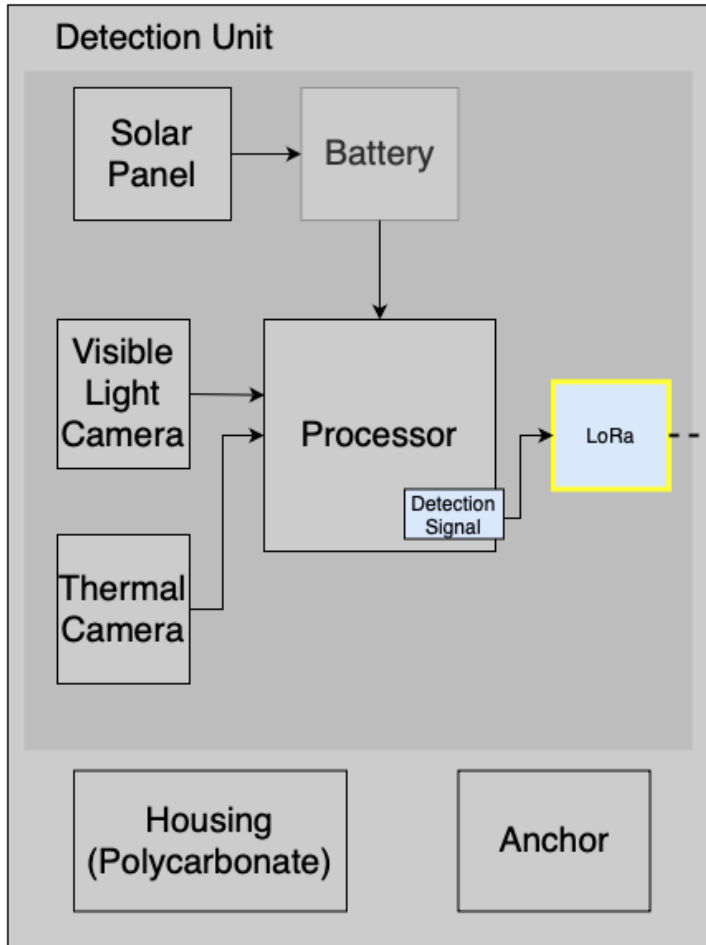 Detection Unit
Solar
Panel
Battery
Visible
Light
Camera
Processor
LoRa
Detection
Signal
Thermal
Camera
Housing
(Polycarbonate)
Anchor